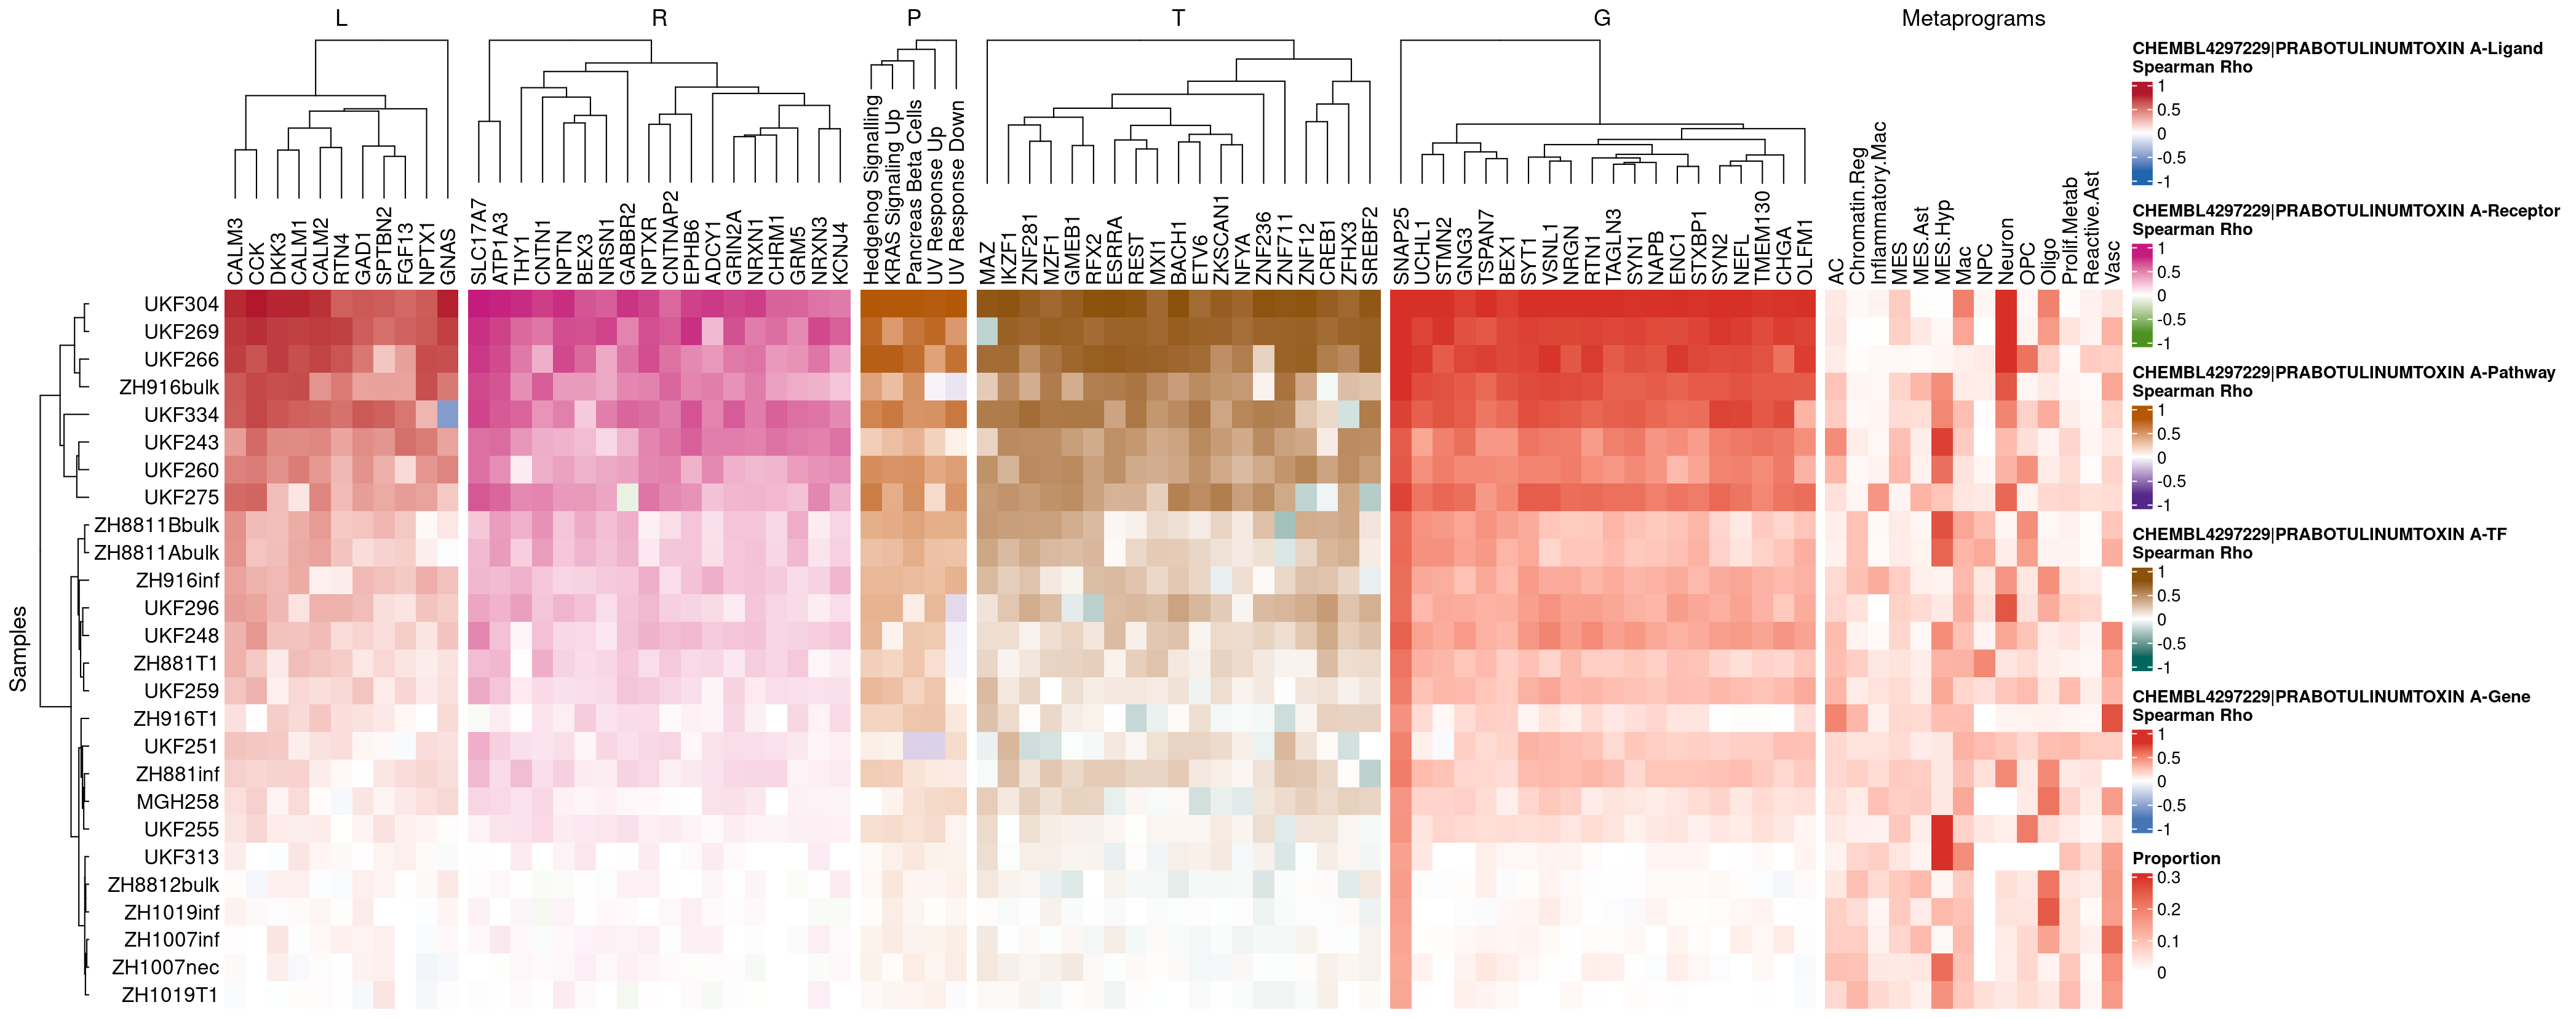 L
R
P
T
G
Metaprograms
CALM3
CCK
DKK3
CALM1
CALM2
RTN4
GAD1
SPTBN2
FGF13
NPTX1
GNAS
SLC17A7
ATP1A3
THY1
CNTN1
NPTN
BEX3
NRSN1
GABBR2
NPTXR
CNTNAP2
EPHB6
ADCY1
GRIN2A
NRXN1
CHRM1
GRM5
NRXN3
KCNJ4
Hedgehog Signalling
KRAS Signaling Up
Pancreas Beta Cells
UV Response Up
UV Response Down
MAZ
IKZF1
ZNF281
MZF1
GMEB1
RFX2
ESRRA
REST
MXI1
BACH1
ETV6
ZKSCAN1
NFYA
ZNF236
ZNF711
ZNF12
CREB1
ZFHX3
SREBF2
SNAP25
UCHL1
STMN2
GNG3
TSPAN7
BEX1
SYT1
VSNL1
NRGN
RTN1
TAGLN3
SYN1
NAPB
ENC1
STXBP1
SYN2
NEFL
TMEM130
CHGA
OLFM1
AC
Chromatin.Reg
Inflammatory.Mac
MES
MES.Ast
MES.Hyp
Mac
NPC
Neuron
OPC
Oligo
Prolif.Metab
Reactive.Ast
Vasc
Samples
UKF304
UKF269
UKF266
ZH916bulk
UKF334
UKF243
UKF260
UKF275
ZH8811Bbulk
ZH8811Abulk
ZH916inf
UKF296
UKF248
ZH881T1
UKF259
ZH916T1
UKF251
ZH881inf
MGH258
UKF255
UKF313
ZH8812bulk
ZH1019inf
ZH1007inf
ZH1007nec
ZH1019T1
CHEMBL4297229|PRABOTULINUMTOXIN A-Ligand
Spearman Rho
1
0.5
0
-0.5
-1
CHEMBL4297229|PRABOTULINUMTOXIN A-Receptor
Spearman Rho
1
0.5
0
-0.5
-1
CHEMBL4297229|PRABOTULINUMTOXIN A-Pathway
Spearman Rho
1
0.5
0
-0.5
-1
CHEMBL4297229|PRABOTULINUMTOXIN A-TF
Spearman Rho
1
0.5
0
-0.5
-1
CHEMBL4297229|PRABOTULINUMTOXIN A-Gene
Spearman Rho
1
0.5
0
-0.5
-1
Proportion
0.3
0.2
0.1
0